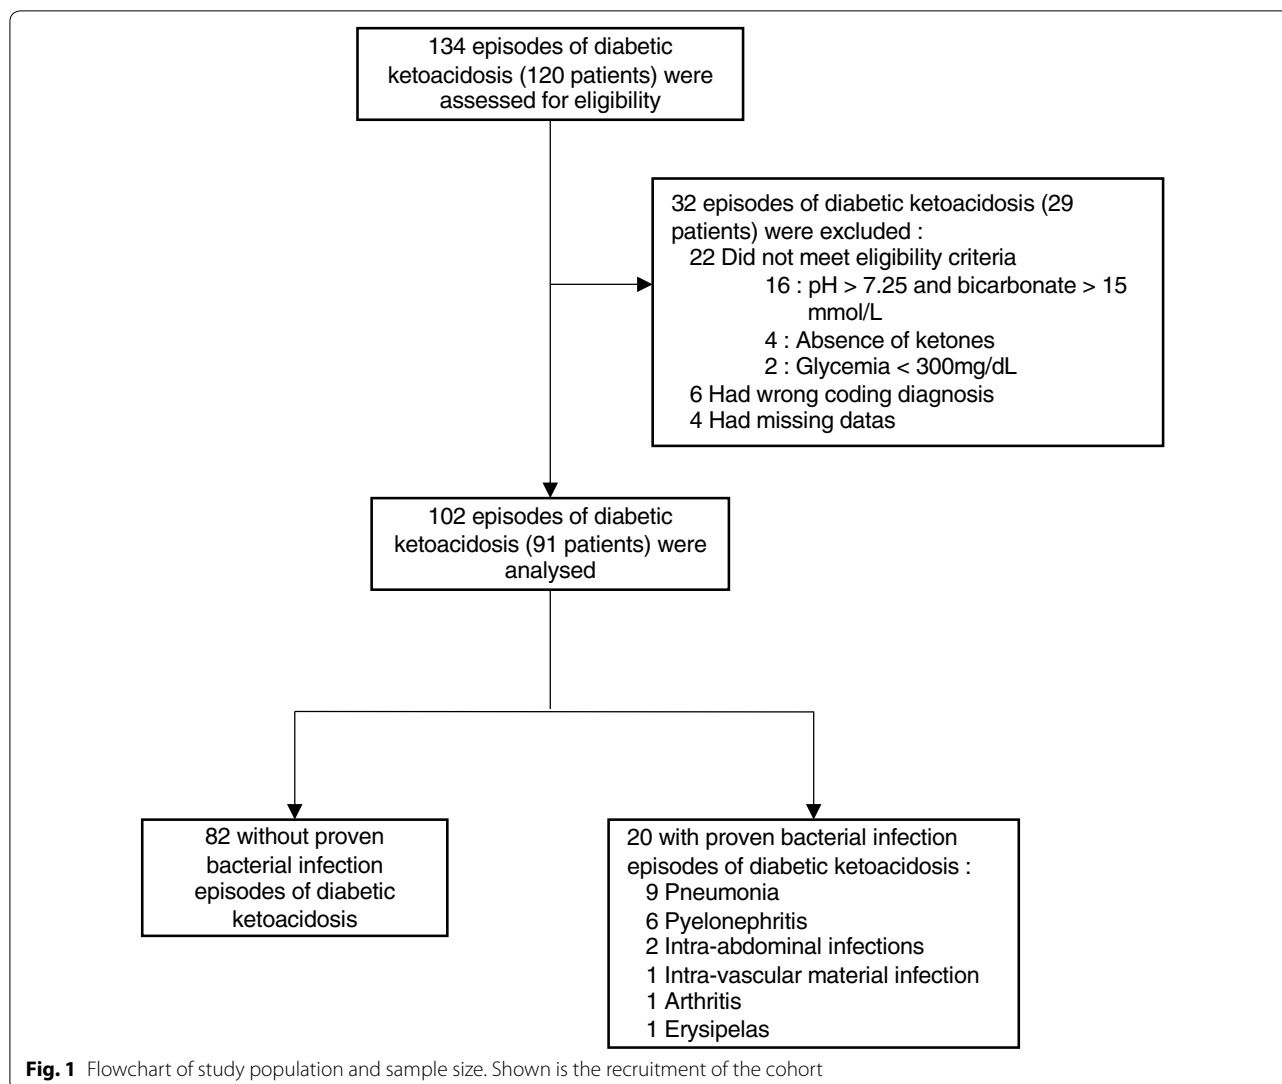 134 episodes of diabetic
ketoacidosis (120 patients) were
assessed for eligibility
32 episodes of diabetic ketoacidosis (29
patients) were excluded :
22 Did not meet eligibility criteria
16 : pH > 7.25 and bicarbonate > 15
mmol/L
4 : Absence of ketones
2 : Glycemia < 300mg/dL
6 Had wrong coding diagnosis
4 Had missing datas
102 episodes of diabetic
ketoacidosis (91 patients) were
analysed
82 without proven
bacterial infection
episodes of diabetic
ketoacidosis
20 with proven bacterial infection
episodes of diabetic ketoacidosis :
9 Pneumonia
6 Pyelonephritis
2 Intra-abdominal infections
1 Intra-vascular material infection
1 Arthritis
1 Erysipelas
Fig. 1 Flowchart of study population and sample size. Shown is the recruitment of the cohort